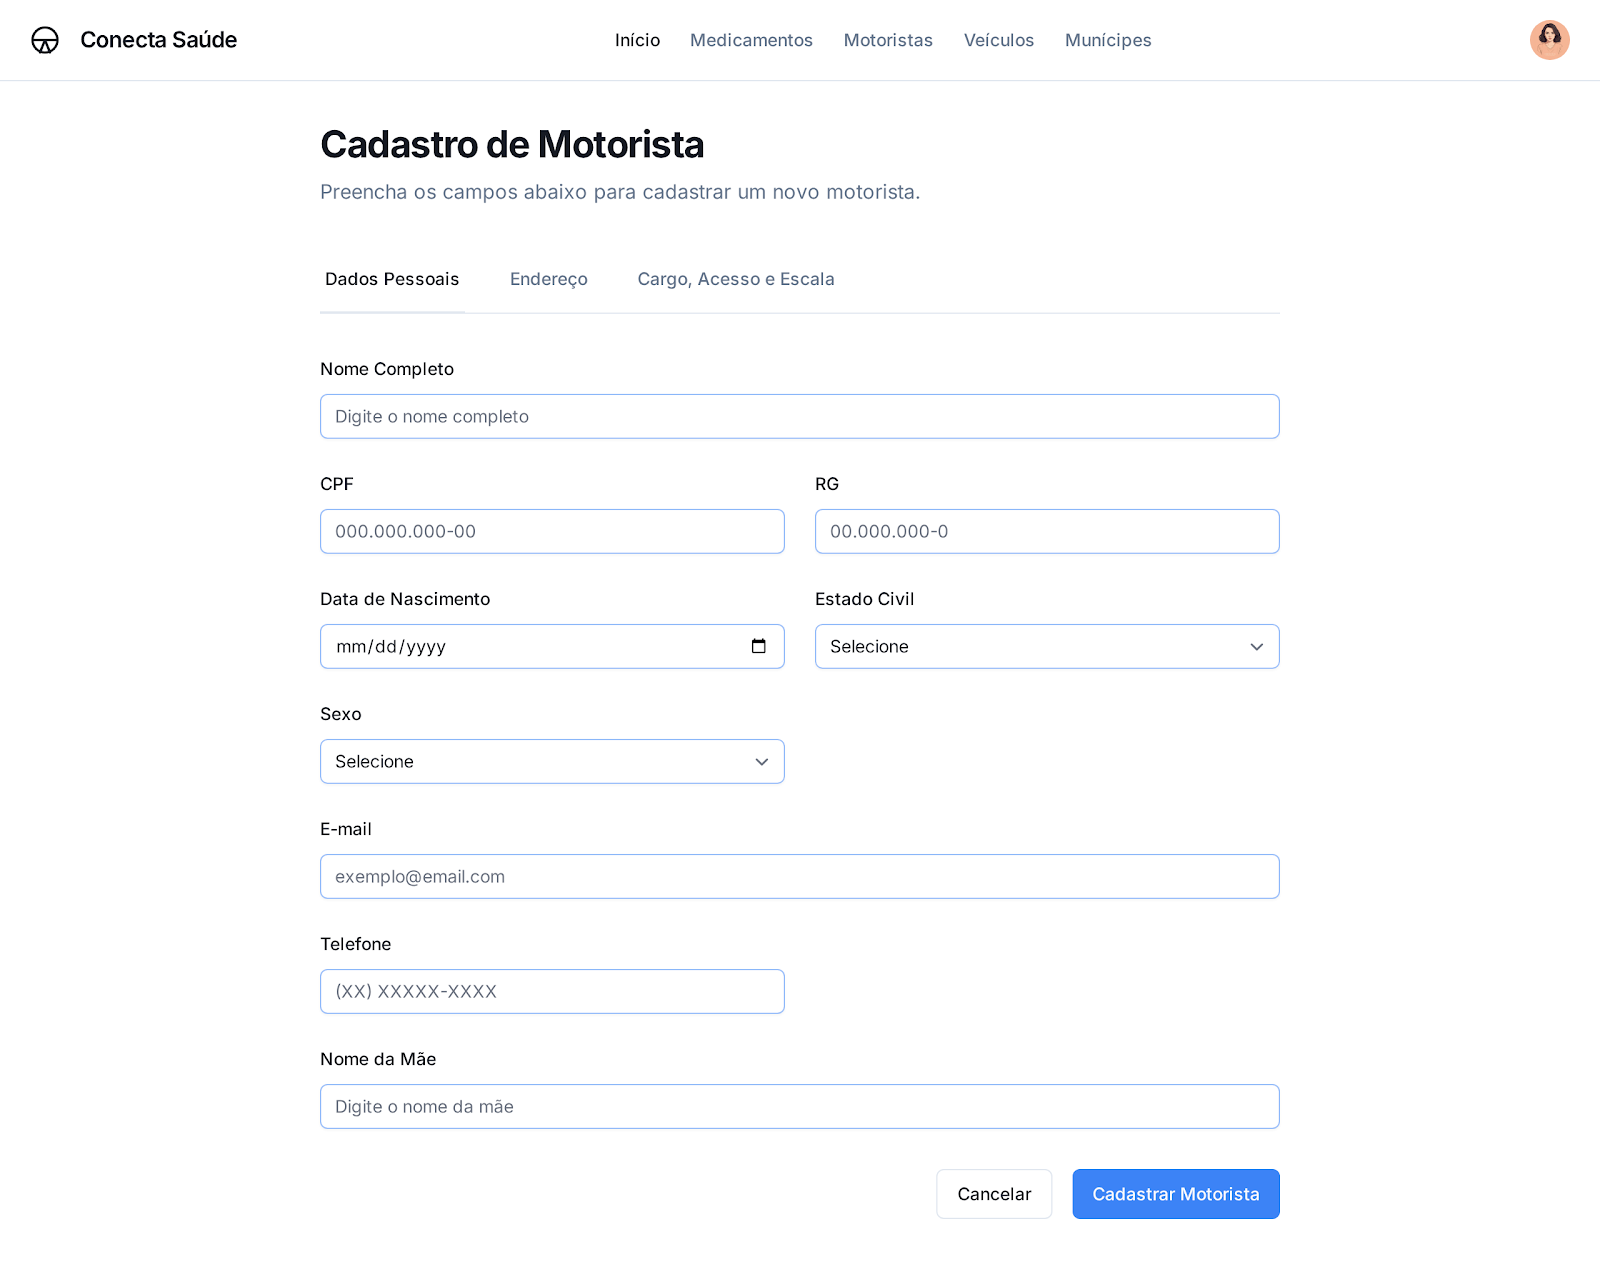 Conecta Saúde
Início Medicamentos Motoristas Veículos Munícipes
Cadastro de Motorista
Preencha os campos abaixo para cadastrar um novo motorista.
Dados Pessoais Endereço Cargo, Acesso e Escala
Nome Completo
Digite o nome completo
CPF RG
000.000.000-00 00.000.000-0
Data de Nascimento Estado Civil
mm/dd/yyyy Selecione
Sexo
Selecione
E-mail
exemplo@email.com
Telefone
(XX) XXXXX-XXXX
Nome da Mãe
Digite o nome da mãe
Cancelar Cadastrar Motorista